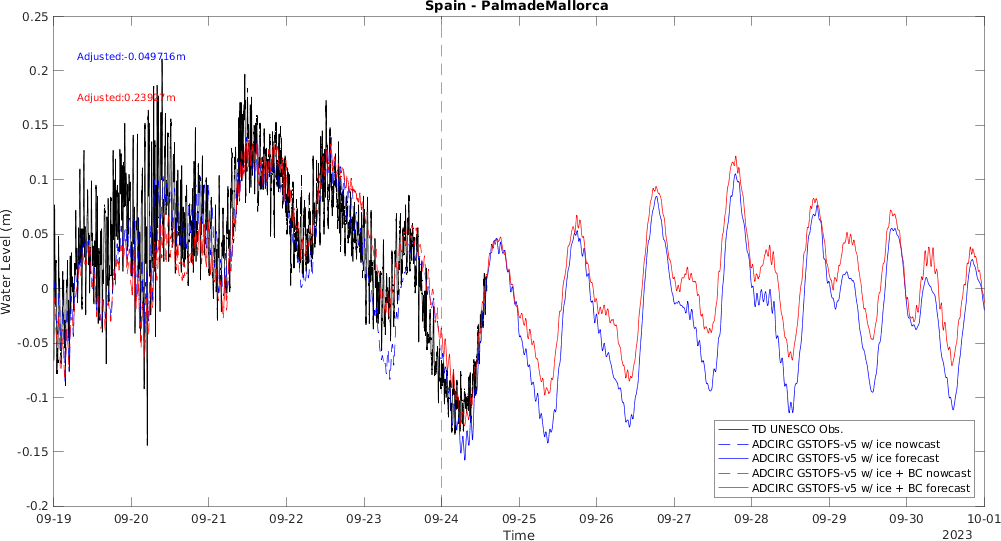 Spain - PalmadeMallorca
0.25
0.2
0.15
0.1
0.05
0
-0.05
-0.1
-0.15
-0.2
Water Level (m)
Adjusted:-0.049716m
Adjusted:0.23927m
TD UNESCO Obs.
ADCIRC GSTOFS-v5 w/ ice nowcast
ADCIRC GSTOFS-v5 w/ ice forecast
ADCIRC GSTOFS-v5 w/ ice + BC nowcast
ADCIRC GSTOFS-v5 w/ ice + BC forecast
09-19 09-20 09-21 09-22 09-23 09-24 09-25 09-26 09-27 09-28 09-29 09-30 10-01
Time
2023